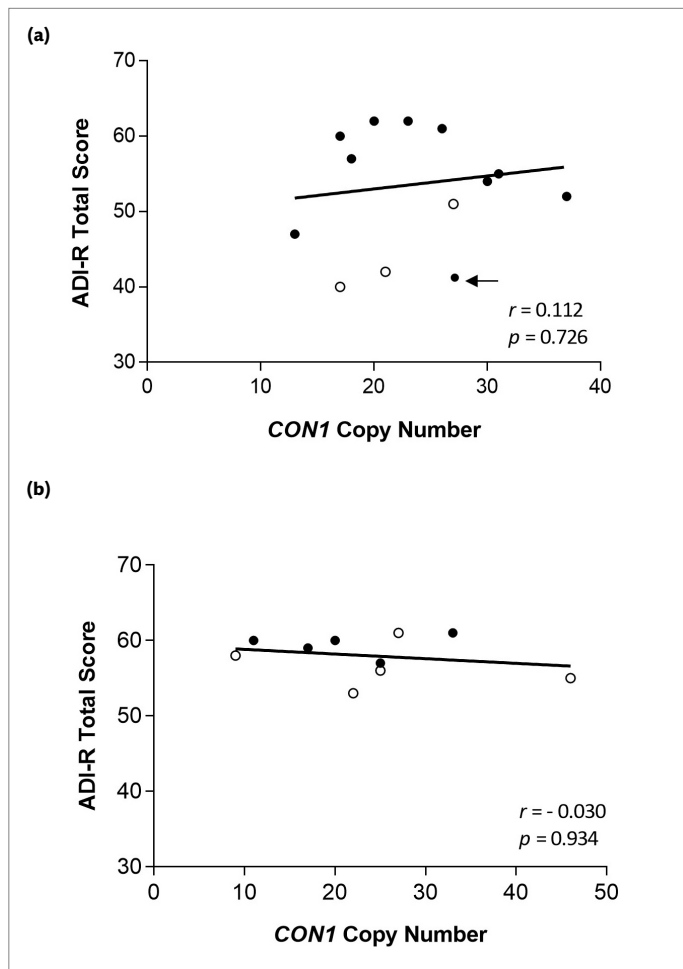 (a)
70
60
50
40
30
ADI-R Total Score
r = 0.112
p = 0.726
0 10 20 30 40
CON1 Copy Number
(b)
70
60
50
40
30
ADI-R Total Score
r = - 0.030
p = 0.934
0 10 20 30 40 50
CON1 Copy Number